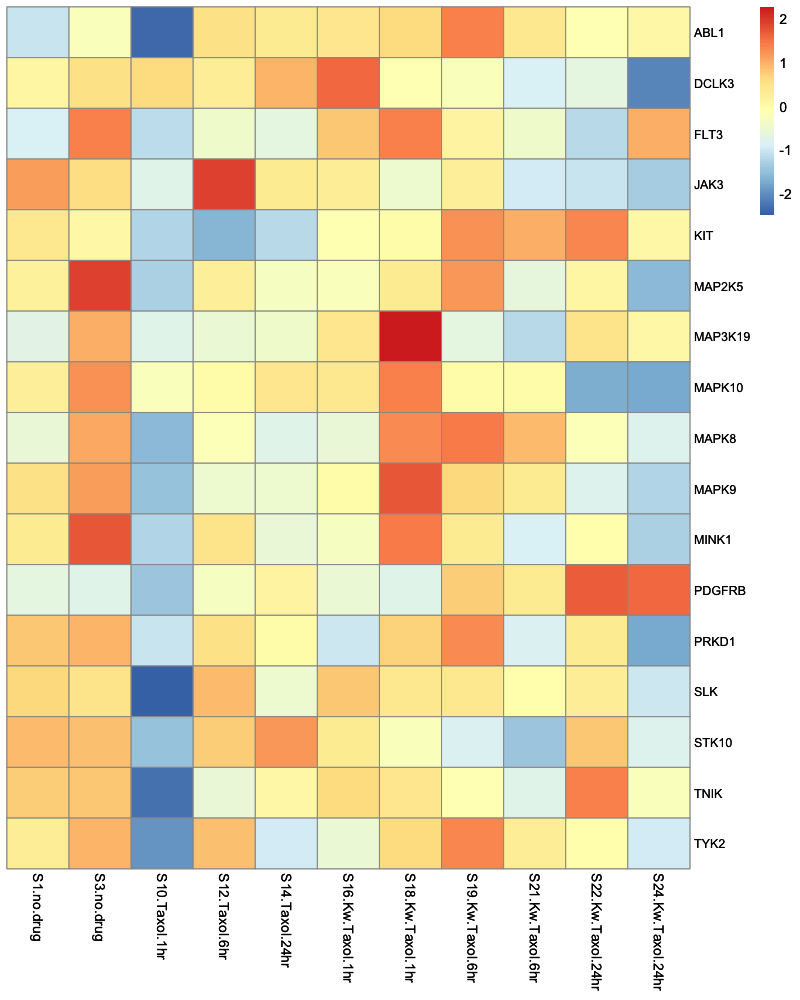 ABL1
DCLK3
FLT3
JAK3
KIT
MAP2K5
MAP3K19
MAPK10
MAPK8
MAPK9
MINK1
PDGFRB
PRKD1
SLK
STK10
TNIK
TYK2
2
1
0
-1
-2
S1.no.drug
S3.no.drug
S10.Taxol.1hr
S12.Taxol.6hr
S14.Taxol.24hr
S16.Kw.Taxol.1hr
S18.Kw.Taxol.1hr
S19.Kw.Taxol.6hr
S21.Kw.Taxol.6hr
S22.Kw.Taxol.24hr
S24.Kw.Taxol.24hr